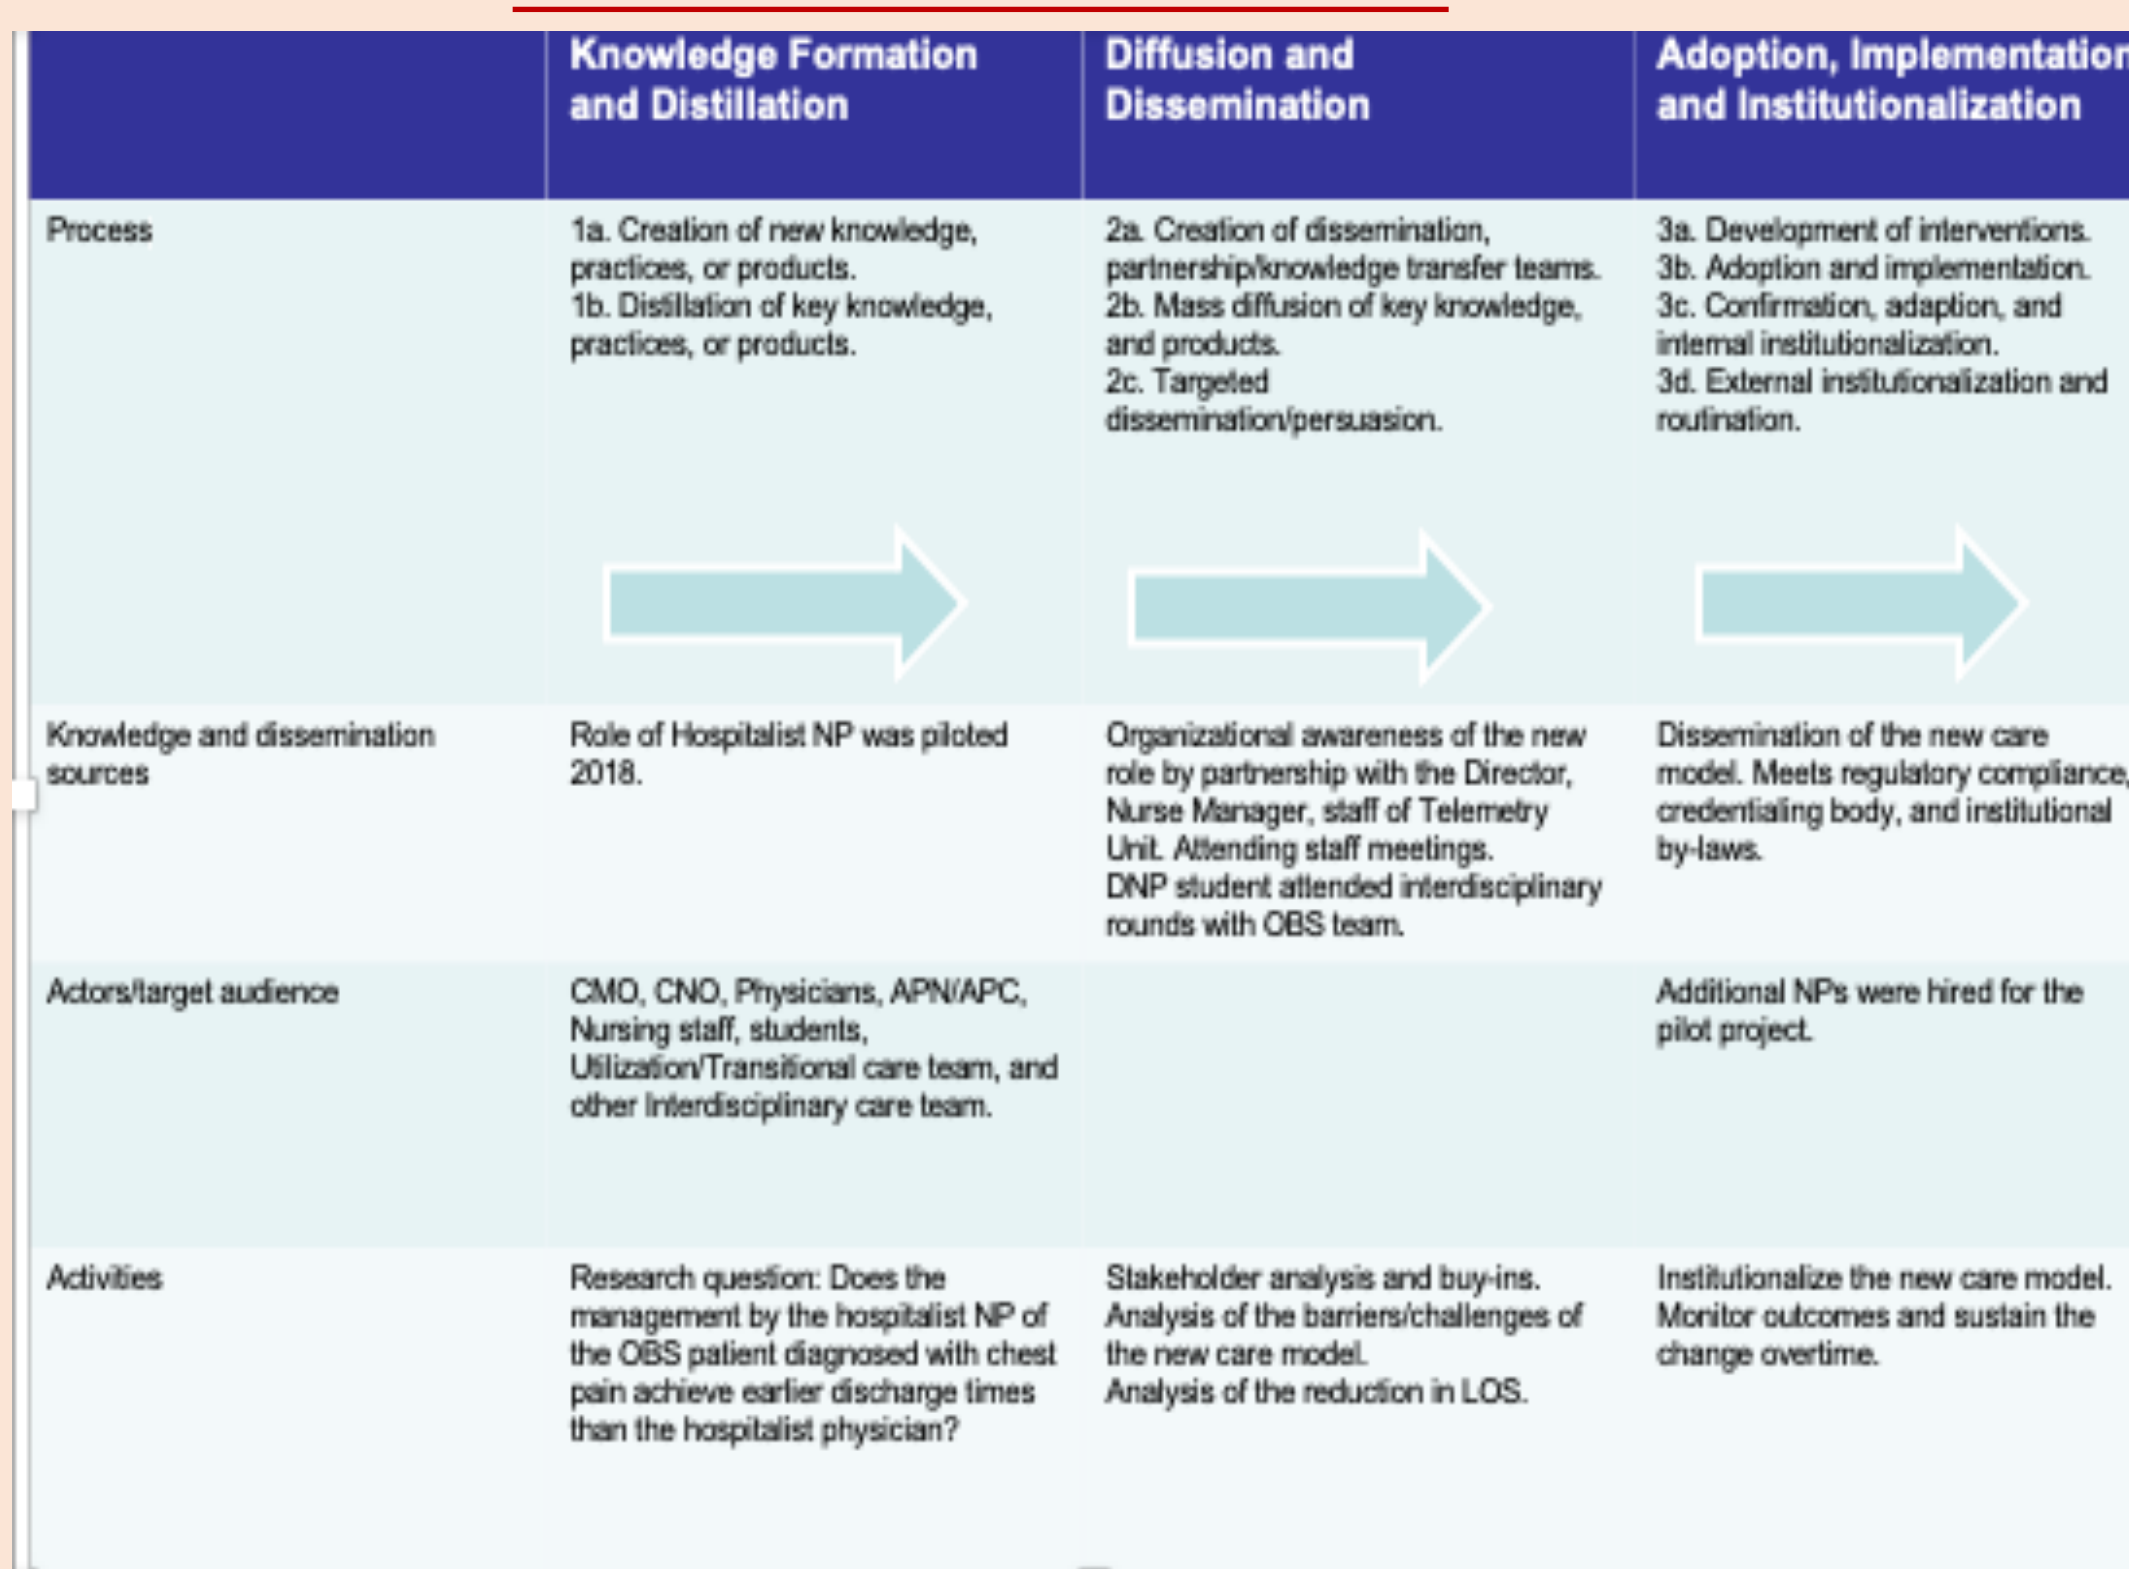 Knowledge Formation
and Distillation
Diffusion and
Dissemination
Adoption, Implementation
and Institutionalization
Process
1a. Creation of new knowledge,
practices, or products.
1b. Distillation of key knowledge,
practices, or products.
2a. Creation of dissemination,
partnership/knowledge transfer teams.
2b. Mass diffusion of key knowledge,
and products.
2c. Targeted
dissemination/persuasion.
3a. Development of interventions.
3b. Adoption and implementation.
3c. Confirmation, adaption, and
internal institutionalization.
3d. External institutionalization and
routination.
Knowledge and dissemination
sources
Role of Hospitalist NP was piloted
2018.
Organizational awareness of the new
role by partnership with the Director,
Nurse Manager, staff of Telemetry
Unit. Attending staff meetings.
DNP student attended interdisciplinary
rounds with OBS team.
Dissemination of the new care
model. Meets regulatory compliance,
credentialing body, and institutional
by-laws.
Actors/target audience
CMO, CNO, Physicians, APN/APC,
Nursing staff, students,
Utilization/Transitional care team, and
other Interdisciplinary care team.
Additional NPs were hired for the
pilot project.
Activities
Research question: Does the
management by the hospitalist NP of
the OBS patient diagnosed with chest
pain achieve earlier discharge times
than the hospitalist physician?
Stakeholder analysis and buy-ins.
Analysis of the barriers/challenges of
the new care model.
Analysis of the reduction in LOS.
Institutionalize the new care model.
Monitor outcomes and sustain the
change overtime.